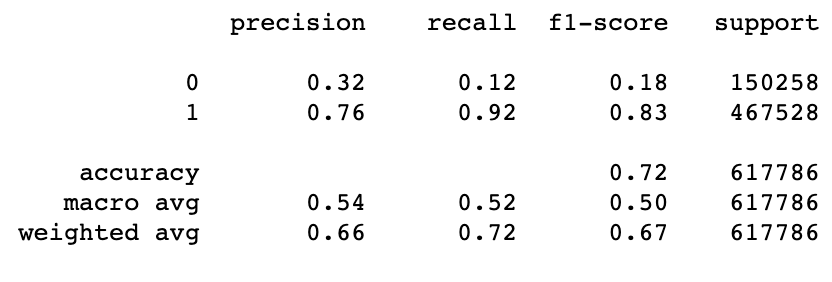 precision recall f1-score support
0 0.32 0.12 0.18 150258
1 0.76 0.92 0.83 467528
accuracy 0.72 617786
macro avg 0.54 0.52 0.50 617786
weighted avg 0.66 0.72 0.67 617786